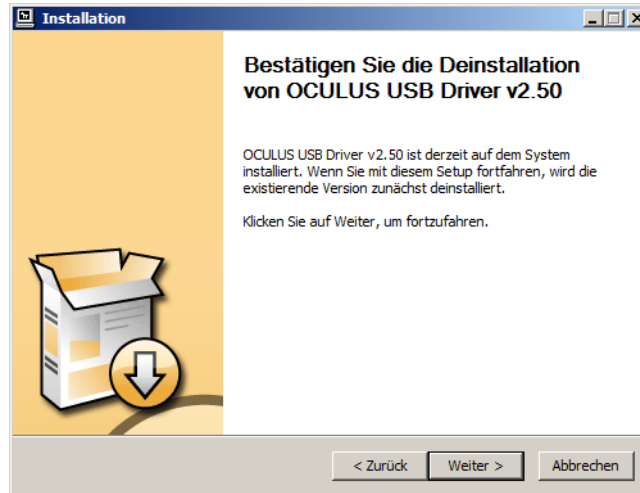 Installation
Bestätigen Sie die Deinstallation
von OCULUS USB Driver v2.50
OCULUS USB Driver v2.50 ist derzeit auf dem System
installiert. Wenn Sie mit diesem Setup fortfahren, wird die
existierende Version zunächst deinstalliert.
Klicken Sie auf Weiter, um fortzufahren.
< Zurück Weiter > Abbrechen